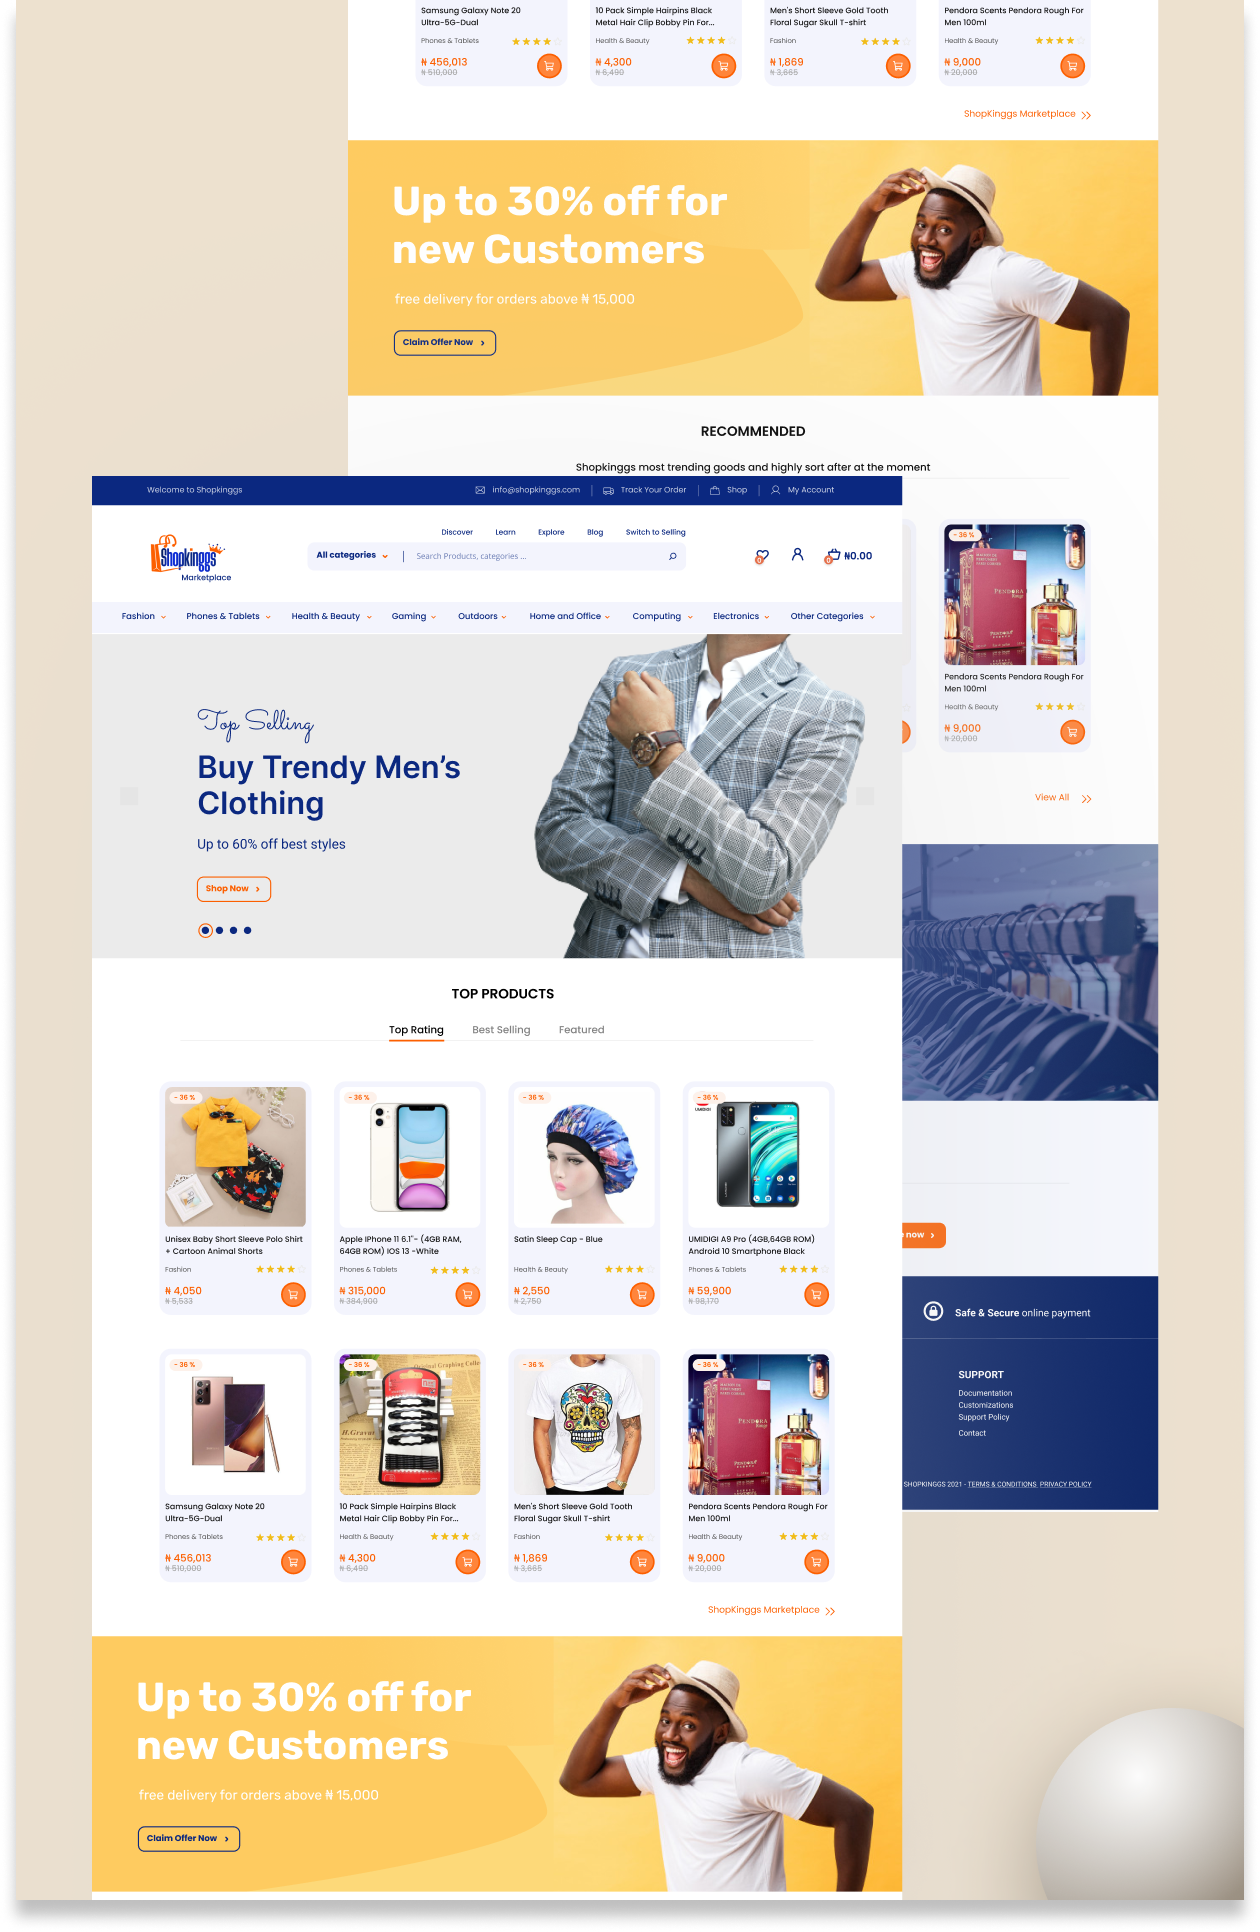 Samsung Galaxy Note 20
Ultra-5G-Dual
Phones & Tablets
₦ 456,013
₦ 510,000
10 Pack Simple Hairpins Black
Metal Hair Clip Bobby Pin For...
Health & Beauty
₦ 4,300
₦ 6,490
Men's Short Sleeve Gold Tooth
Floral Sugar Skull T-shirt
Fashion
₦ 1,869
₦ 3,665
Pendora Scents Pendora Rough For
Men 100ml
Health & Beauty
₦ 9,000
₦ 20,000
ShopKinggs Marketplace
Up to 30% off for
new Customers
free delivery for orders above ₦ 15,000
Claim Offer Now
RECOMMENDED
Shopkinggs most trending goods and highly sort after at the moment
- 36 %
PENDORA
PENDORA
Pendora Scents Pendora Rough For
Men 100ml
Health & Beauty
₦ 9,000
₦ 20,000
View All
now
Safe & Secure online payment
SUPPORT
Documentation
Customizations
Support Policy
Contact
SHOPKINGGS 2021 - TERMS & CONDITIONS PRIVACY POLICY
Welcome to Shopkinggs
info@shopkinggs.com
Track Your Order
Shop
My Account
Shopkinggs
Marketplace
Discover Learn Explore Blog Switch to Selling
All categories
Search Products, categories ...
0
0
₦0.00
Fashion Phones & Tablets Health & Beauty Gaming Outdoors Home and Office Computing Electronics Other Categories
Top Selling
Buy Trendy Men's
Clothing
Up to 60% off best styles
Shop Now
TOP PRODUCTS
Top Rating Best Selling Featured
- 36 %
Unisex Baby Short Sleeve Polo Shirt
+ Cartoon Animal Shorts
Fashion
₦ 4,050
₦ 5,533
- 36 %
Apple IPhone 11 6.1"- (4GB RAM,
64GB ROM) IOS 13 -White
Phones & Tablets
₦ 315,000
₦ 384,900
- 36 %
Satin Sleep Cap - Blue
Health & Beauty
₦ 2,550
₦ 2,750
- 36 %
UMIDIGI
UMIDIGI A9 Pro (4GB,64GB ROM)
Android 10 Smartphone Black
Phones & Tablets
₦ 59,900
₦ 98,170
- 36 %
Samsung Galaxy Note 20
Ultra-5G-Dual
Phones & Tablets
₦ 456,013
₦ 510,000
- 36 %
10 Pack Simple Hairpins Black
Metal Hair Clip Bobby Pin For...
Health & Beauty
₦ 4,300
₦ 6,490
- 36 %
Men's Short Sleeve Gold Tooth
Floral Sugar Skull T-shirt
Fashion
₦ 1,869
₦ 3,665
- 36 %
PENDORA
PENDORA
Pendora Scents Pendora Rough For
Men 100ml
Health & Beauty
₦ 9,000
₦ 20,000
ShopKinggs Marketplace
Up to 30% off for
new Customers
free delivery for orders above ₦ 15,000
Claim Offer Now